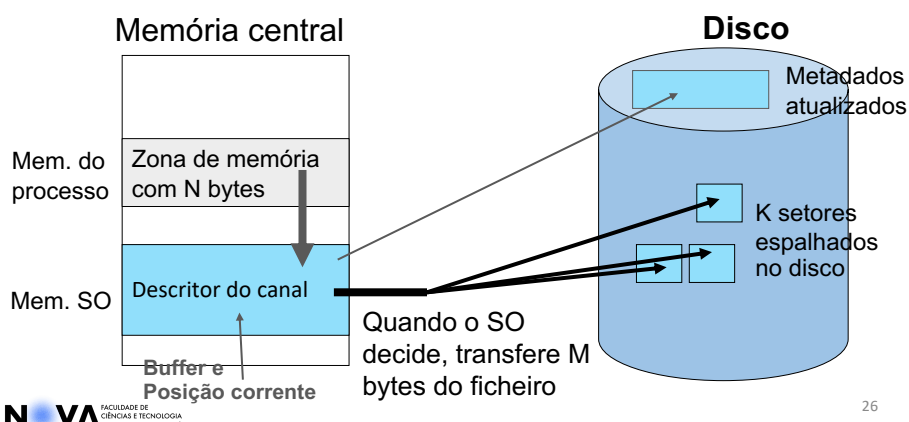 Memória central
Disco
Metadados
atualizados
Mem. do
processo
Zona de memória
com N bytes
K setores
espalhados
no disco
Mem. SO
Descritor do canal
Quando o SO
decide, transfere M
bytes do ficheiro
Buffer e
Posição corrente
NOVA
FACULDADE DE
CIÊNCIAS E TECNOLOGIA
26